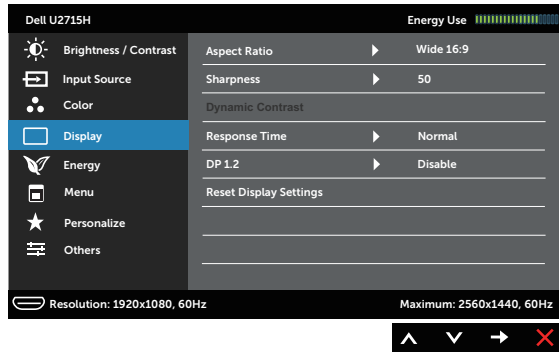 Dell U2715H Energy Use
Brightness / Contrast
Input Source
Color
Display
Energy
Menu
Personalize
Others
Aspect Ratio Wide 16:9
Sharpness 50
Dynamic Contrast
Response Time Normal
DP 1.2 Disable
Reset Display Settings
Resolution: 1920x1080, 60Hz Maximum: 2560x1440, 60Hz